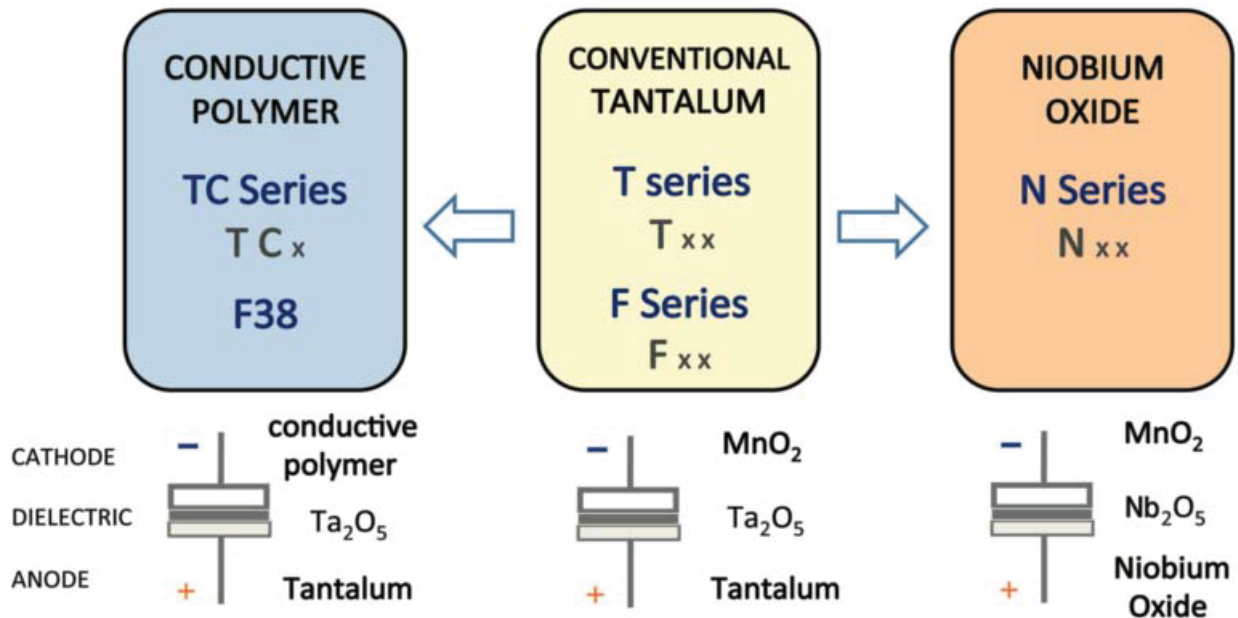 CONDUCTIVE
POLYMER
TC Series
T C x
F38
CONVENTIONAL
TANTALUM
T series
T x x
F Series
F x x
NIOBIUM
OXIDE
N Series
N x x
CATHODE
DIELECTRIC
ANODE
−
conductive
polymer
Ta₂O₅
+
Tantalum
−
MnO₂
Ta₂O₅
+
Tantalum
−
MnO₂
Nb₂O₅
+
Niobium
Oxide